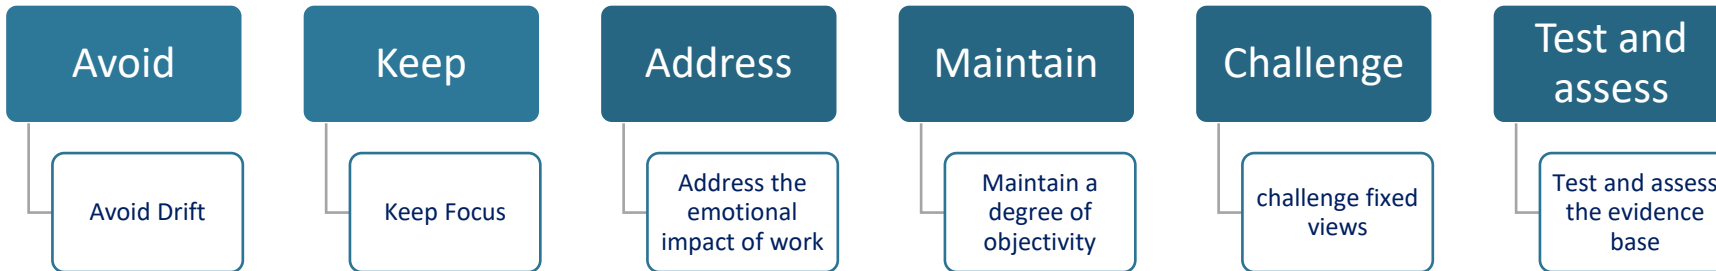 Avoid
Avoid Drift
Keep
Keep Focus
Address
Address the
emotional
impact of work
Maintain
Maintain a
degree of
objectivity
Challenge
challenge fixed
views
Test and
assess
Test and assess
the evidence
base